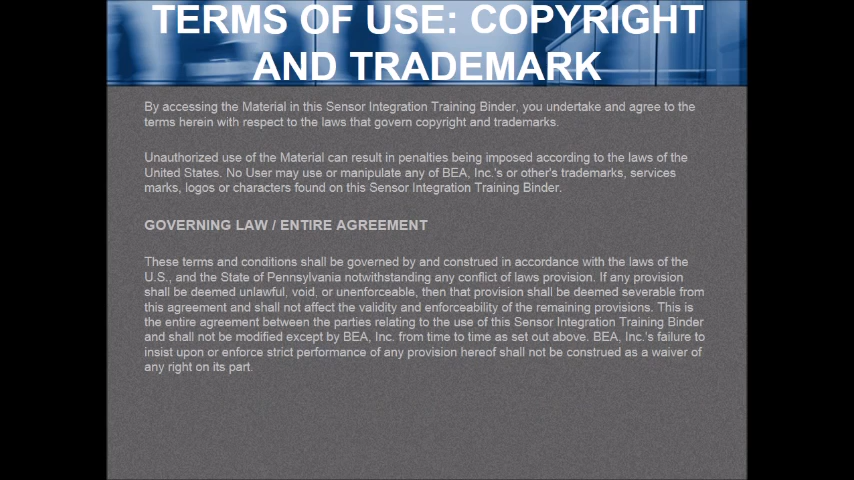 TERMS OF USE: COPYRIGHT
AND TRADEMARK
By accessing the Material in this Sensor Integration Training Binder, you undertake and agree to the
terms herein with respect to the laws that govern copyright and trademarks.
Unauthorized use of the Material can result in penalties being imposed according to the laws of the
United States. No User may use or manipulate any of BEA, Inc.'s or other's trademarks, services
marks, logos or characters found on this Sensor Integration Training Binder.
GOVERNING LAW / ENTIRE AGREEMENT
These terms and conditions shall be governed by and construed in accordance with the laws of the
U.S., and the State of Pennsylvania notwithstanding any conflict of laws provision. If any provision
shall be deemed unlawful, void, or unenforceable, then that provision shall be deemed severable from
this agreement and shall not affect the validity and enforceability of the remaining provisions. This is
the entire agreement between the parties relating to the use of this Sensor Integration Training Binder
and shall not be modified except by BEA, Inc. from time to time as set out above. BEA, Inc.'s failure to
insist upon or enforce strict performance of any provision hereof shall not be construed as a waiver of
any right on its part.